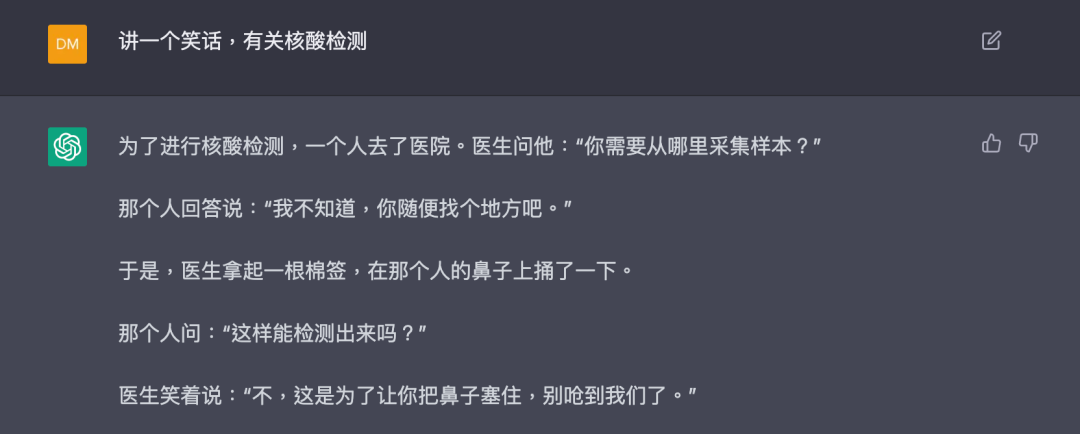 DM
讲一个笑话，有关核酸检测
为了进行核酸检测，一个人去了医院。医生问他：“你需要从哪里采集样本？”
那个人回答说：“我不知道，你随便找个地方吧。”
于是，医生拿起一根棉签，在那个人的鼻子上捅了一下。
那个人问：“这样能检测出来吗？”
医生笑着说：“不，这是为了让你把鼻子塞住，别呛到我们了。”